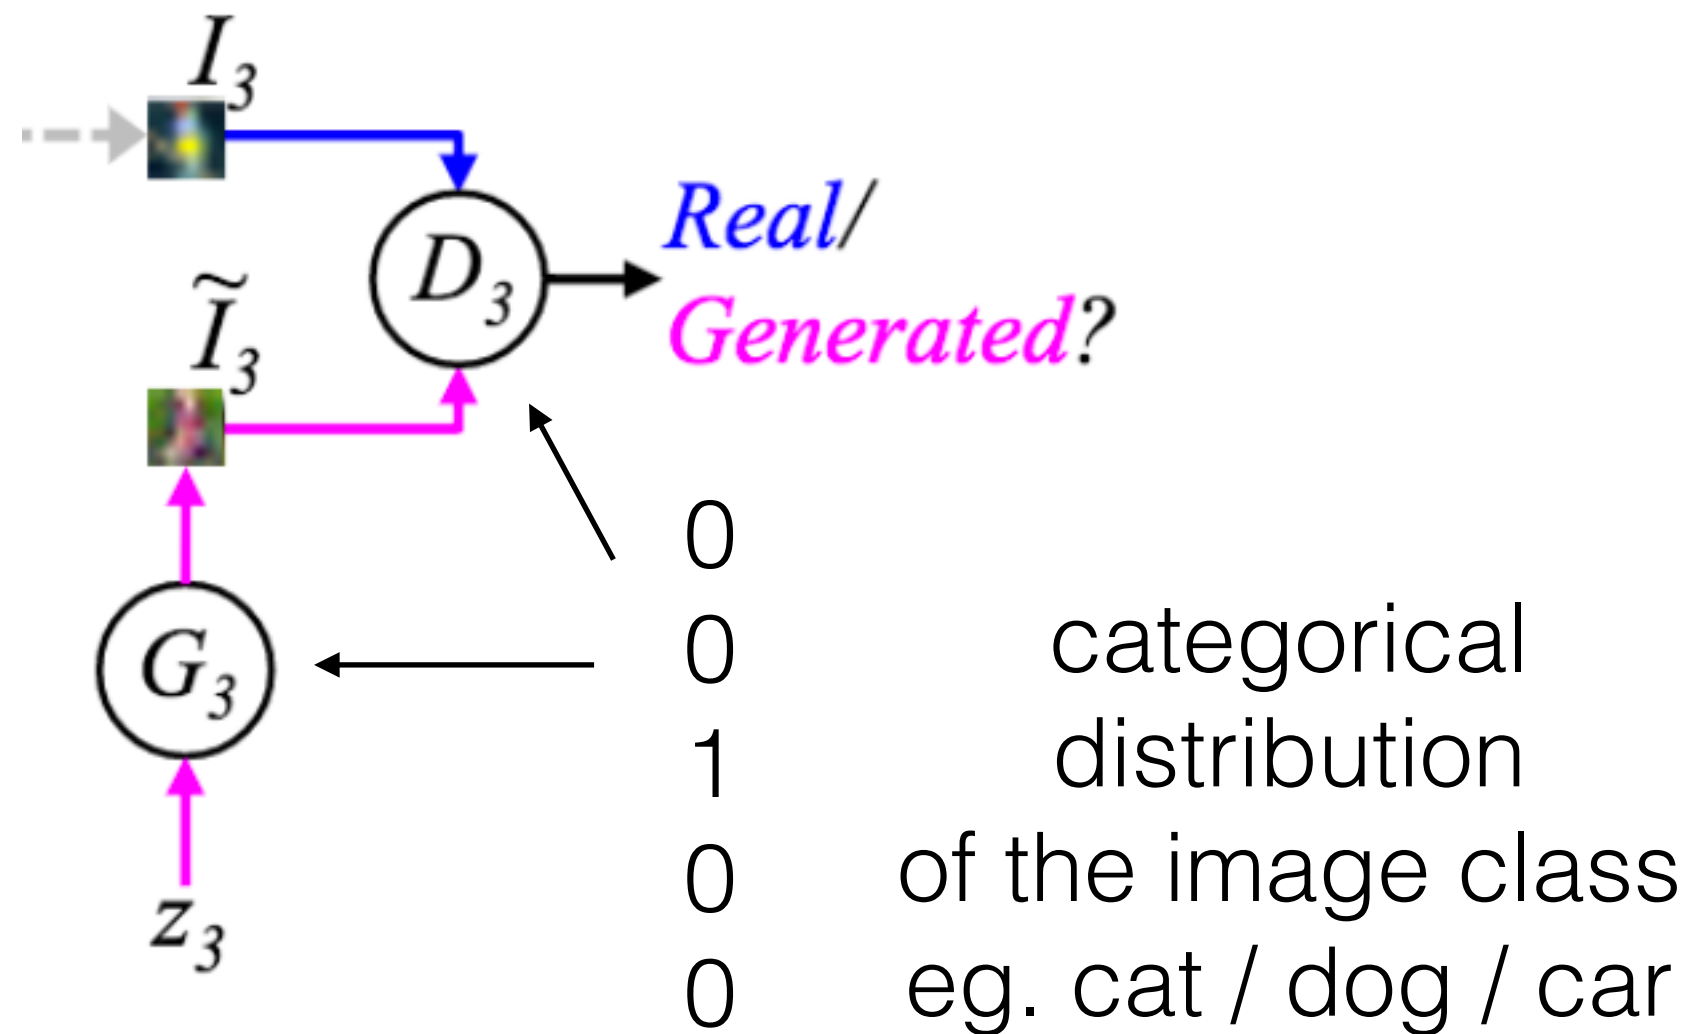 I₃
Real/
D₃
Generated?
Ĩ₃
0
0
categorical
G₃
1
distribution
0
of the image class
z₃
0
eg. cat / dog / car